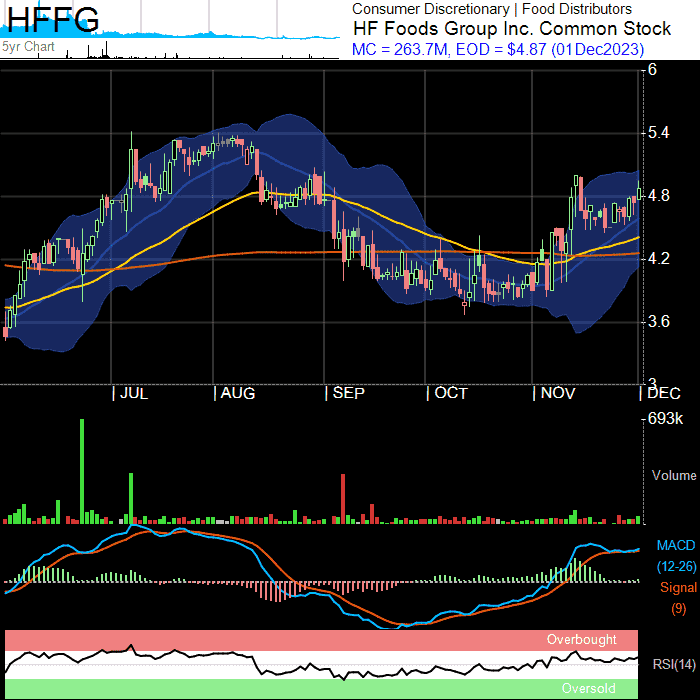 HFFG
5yr Chart
Consumer Discretionary | Food Distributors
HF Foods Group Inc. Common Stock
MC = 263.7M, EOD = $4.87 (01Dec2023)
6
5.4
4.8
4.2
3.6
3
| JUL | AUG | SEP | OCT | NOV | DEC
693k
Volume
MACD
(12-26)
Signal
(9)
Overbought
RSI(14)
Oversold